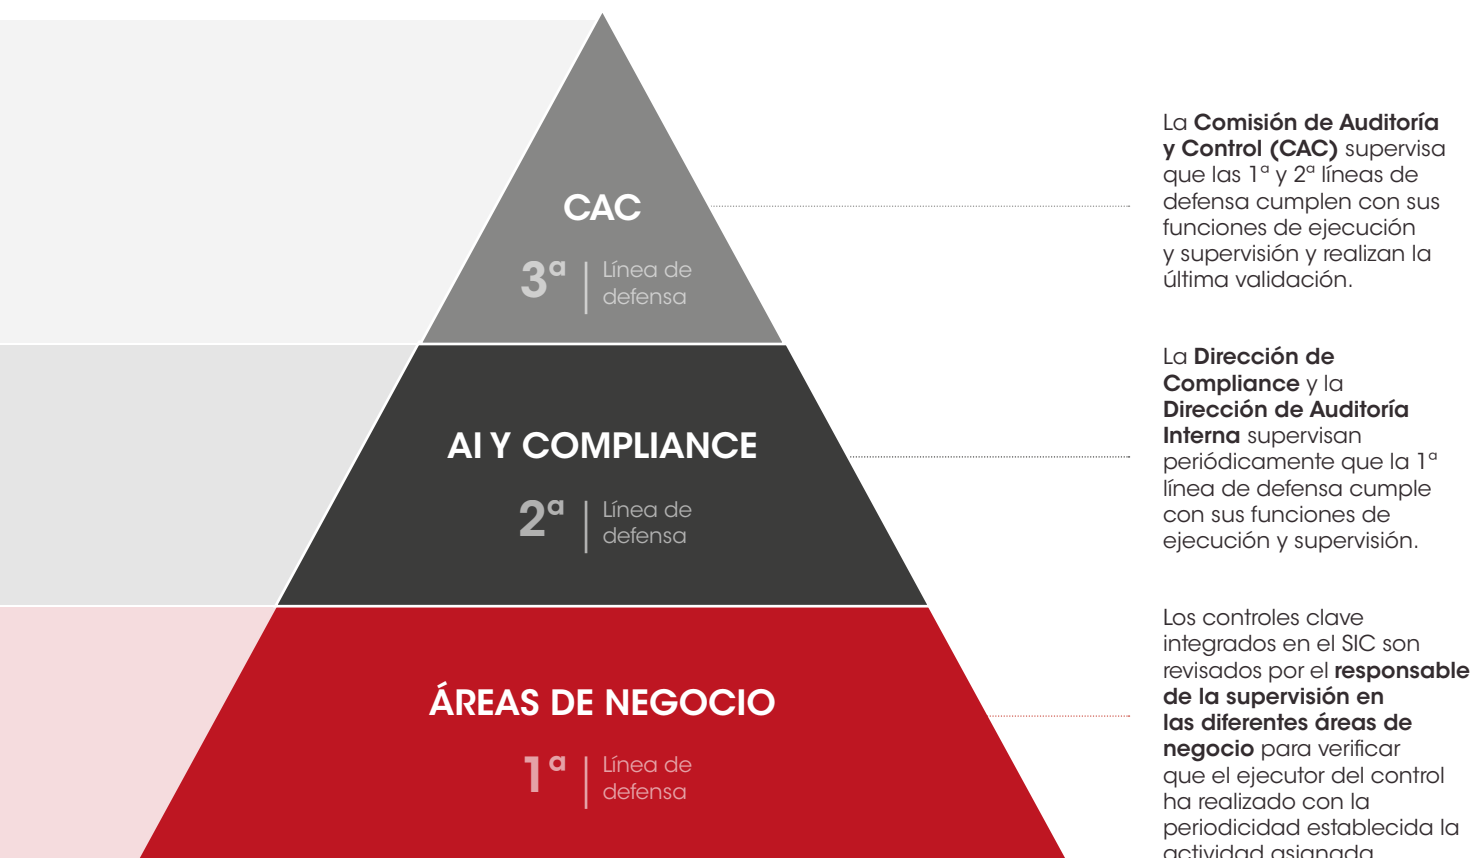 CAC
3ª
Línea de
defensa
La Comisión de Auditoría
y Control (CAC) supervisa
que las 1ª y 2ª líneas de
defensa cumplen con sus
funciones de ejecución
y supervisión y realizan la
última validación.
AI Y COMPLIANCE
2ª
Línea de
defensa
La Dirección de
Compliance y la
Dirección de Auditoría
Interna supervisan
periódicamente que la 1ª
línea de defensa cumple
con sus funciones de
ejecución y supervisión.
ÁREAS DE NEGOCIO
1ª
Línea de
defensa
Los controles clave
integrados en el SIC son
revisados por el responsable
de la supervisión en
las diferentes áreas de
negocio para verificar
que el ejecutor del control
ha realizado con la
periodicidad establecida la
actividad asignada